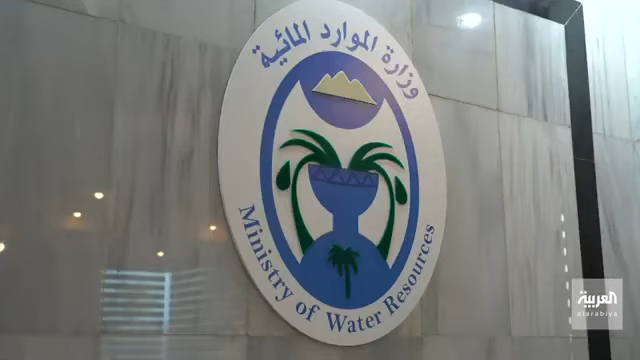 وزارة الموارد المائية
Ministry of Water Resources
العربية
alarabiya